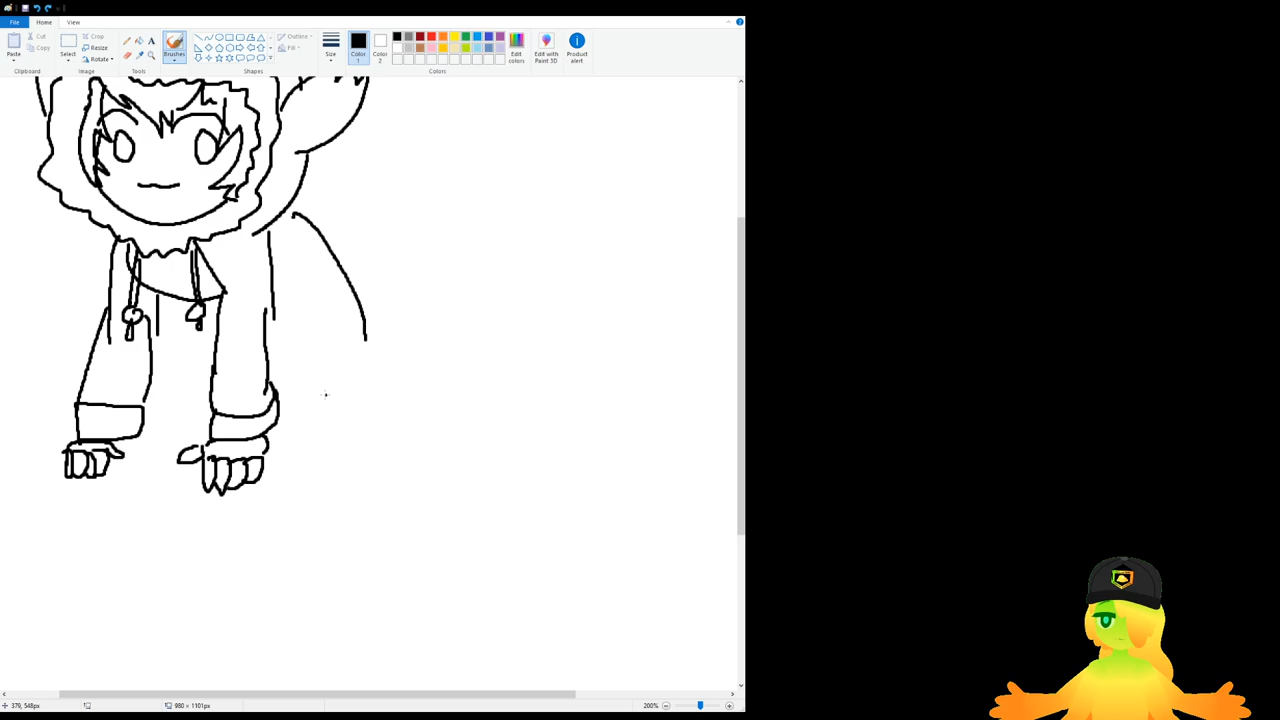 File Home View
Paste
Cut
Copy
Clipboard
Select
Crop
Resize
Rotate
Image
Tools
Brushes
Outline
Fill
Shapes
Size
Color 1
Color 2
Edit colors
Colors
Edit with Paint 3D
Product alert
379, 548px
980 × 1101px
200%